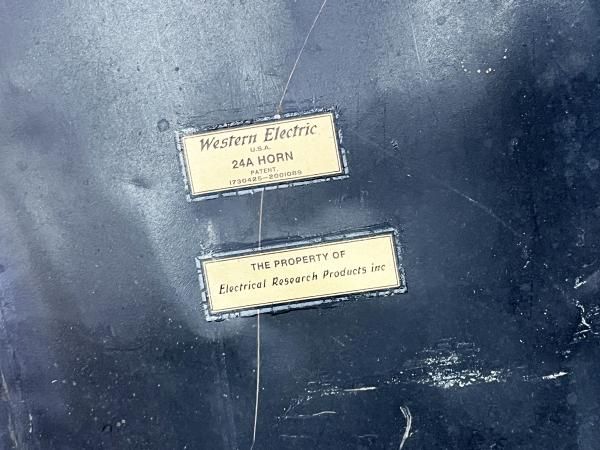 Western Electric
U.S.A.
24A HORN
PATENT.
1730425-2001089
THE PROPERTY OF
Electrical Research Products inc